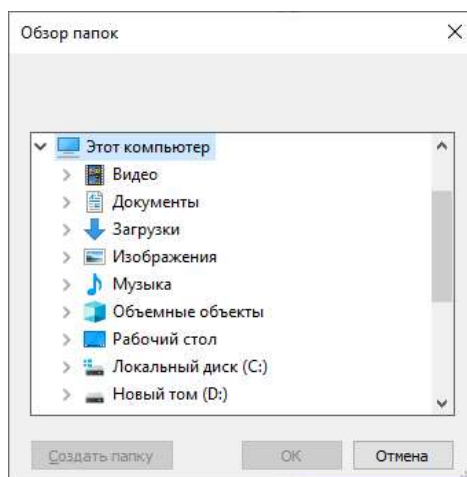 Обзор папок
Этот компьютер
Видео
Документы
Загрузки
Изображения
Музыка
Объемные объекты
Рабочий стол
Локальный диск (C:)
Новый том (D:)
Создать папку
ОК
Отмена